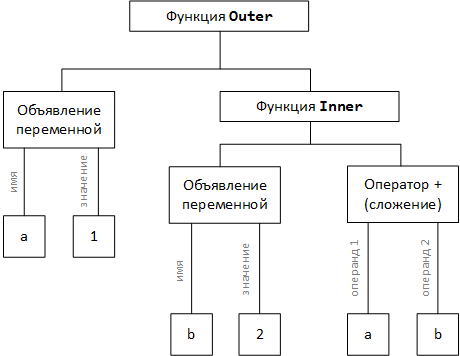 Функция Outer
Объявление
переменной
Функция Inner
имя
значение
a
1
Объявление
переменной
Оператор +
(сложение)
имя
значение
операнд 1
операнд 2
b
2
a
b